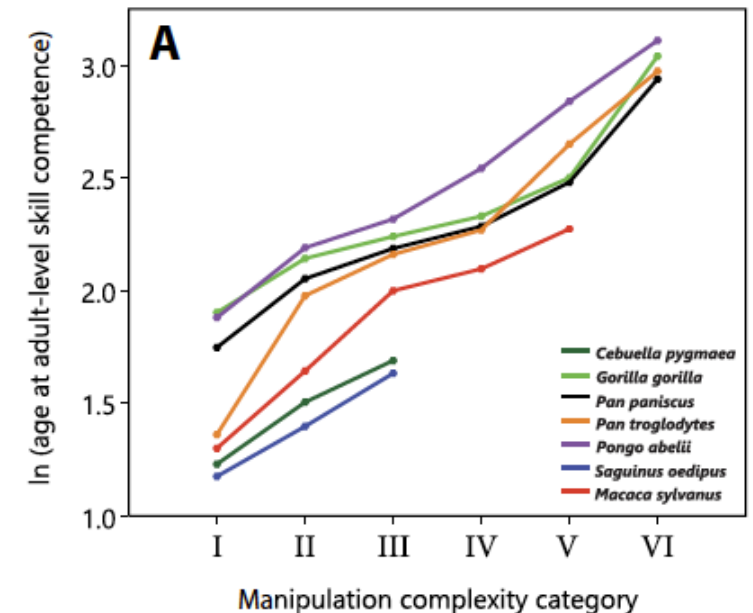 A
ln (age at adult-level skill competence)
3.0
2.5
2.0
1.5
1.0
Cebuella pygmaea
Gorilla gorilla
Pan paniscus
Pan troglodytes
Pongo abelii
Saguinus oedipus
Macaca sylvanus
I II III IV V VI
Manipulation complexity category